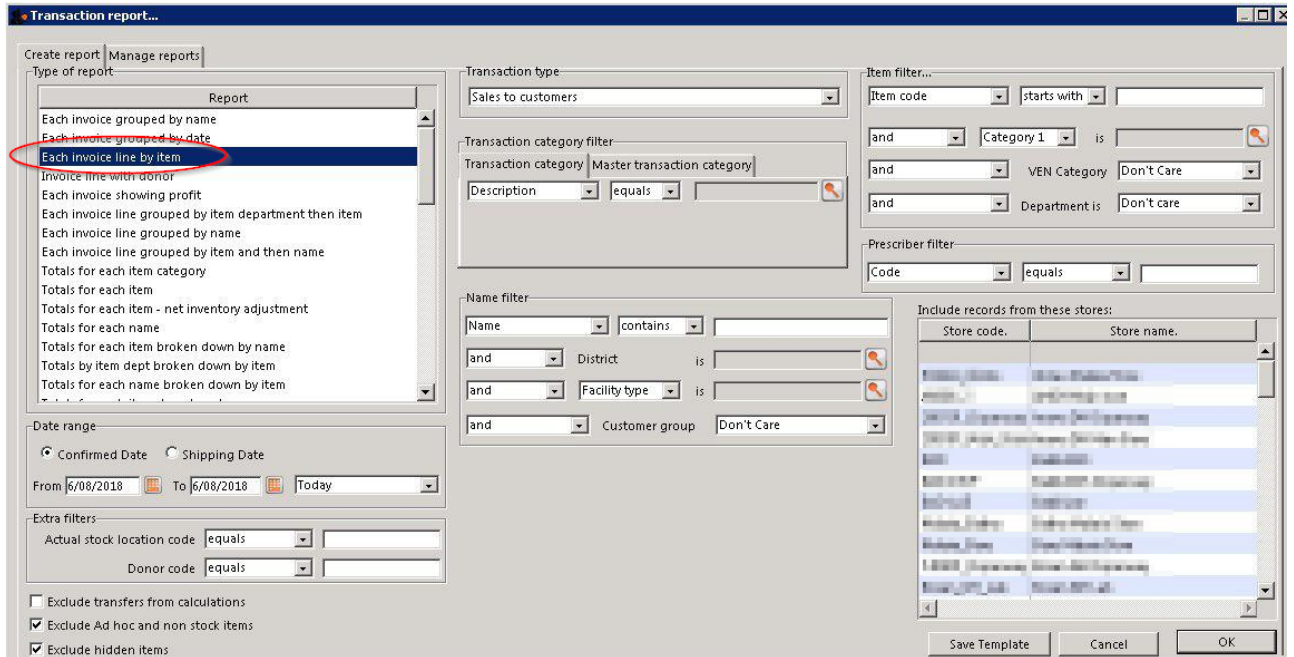 Transaction report...
Create report
Manage reports
Type of report
Report
Each invoice grouped by name
Each invoice grouped by date
Each invoice line by item
Invoice line with donor
Each invoice showing profit
Each invoice line grouped by item department then item
Each invoice line grouped by name
Each invoice line grouped by item and then name
Totals for each item category
Totals for each item
Totals for each item - net inventory adjustment
Totals for each name
Totals for each item broken down by name
Totals by item dept broken down by item
Totals for each name broken down by item
Date range
Confirmed Date Shipping Date
From 6/08/2018 To 6/08/2018 Today
Extra filters
Actual stock location code equals
Donor code equals
Exclude transfers from calculations
Exclude Ad hoc and non stock items
Exclude hidden items
Transaction type
Sales to customers
Transaction category filter
Transaction category Master transaction category
Description equals
Name filter
Name contains
and District is
and Facility type is
and Customer group Don't Care
Item filter...
Item code starts with
and Category 1 is
and VEN Category Don't Care
and Department is Don't care
Prescriber filter
Code equals
Include records from these stores:
Store code. Store name.
Save Template Cancel OK